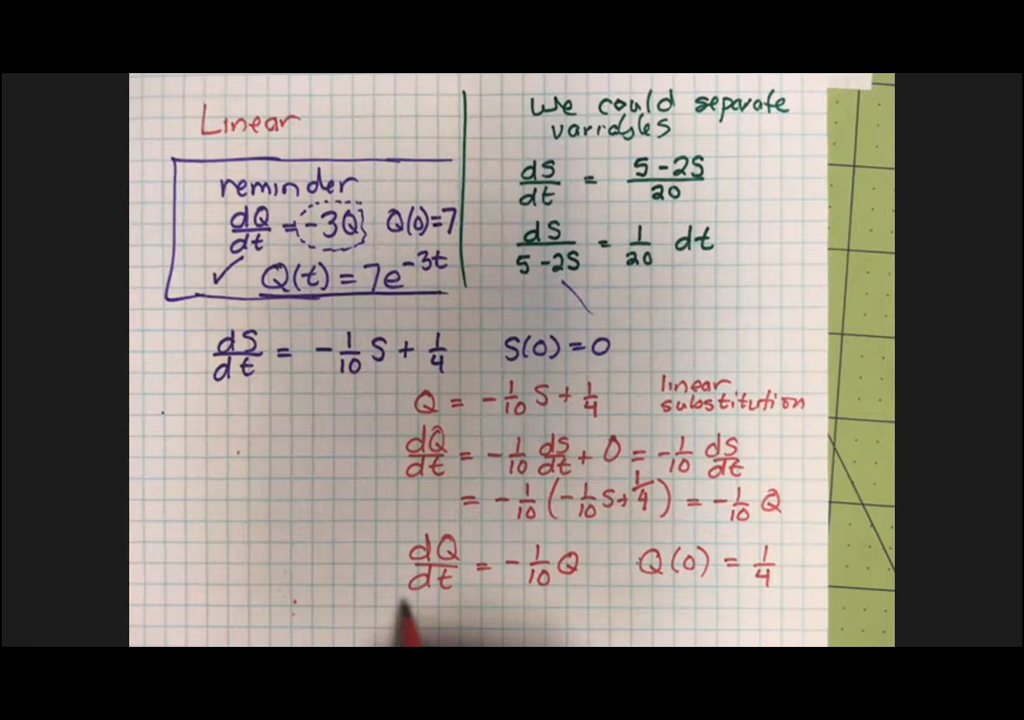 Linear
reminder
dQ/dt = -3Q Q(0)=7
✓ Q(t) = 7e^-3t
We could separate
variables
dS/dt = 5-2S/20
dS/5-2S = 1/20 dt
dS/dt = -1/10 S + 1/4 S(0)=0
Q = -1/10 S + 1/4 linear
substitution
dQ/dt = -1/10 dS/dt + 0 = -1/10 dS/dt
= -1/10 (-1/10 S + 1/4) = -1/10 Q
dQ/dt = -1/10 Q Q(0) = 1/4